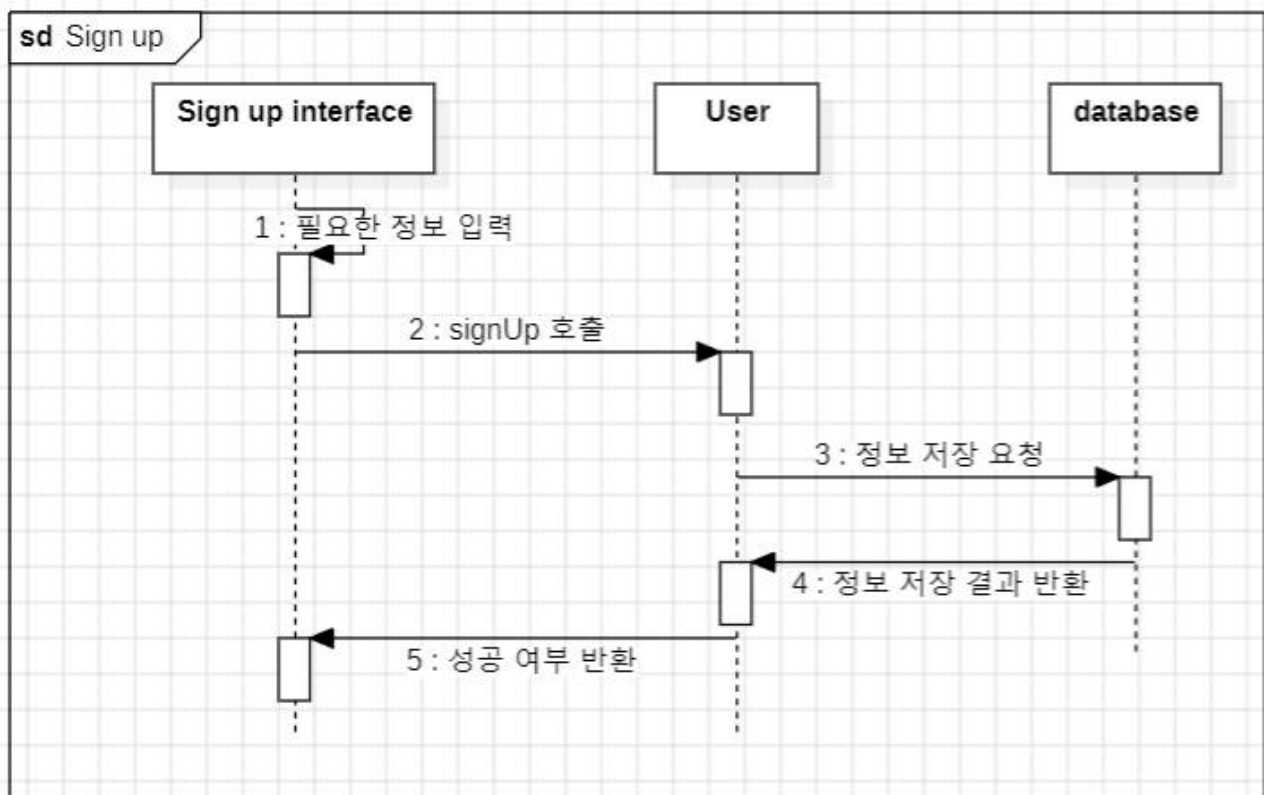 sd Sign up
Sign up interface
User
database
1 : 필요한 정보 입력
2 : signUp 호출
3 : 정보 저장 요청
4 : 정보 저장 결과 반환
5 : 성공 여부 반환